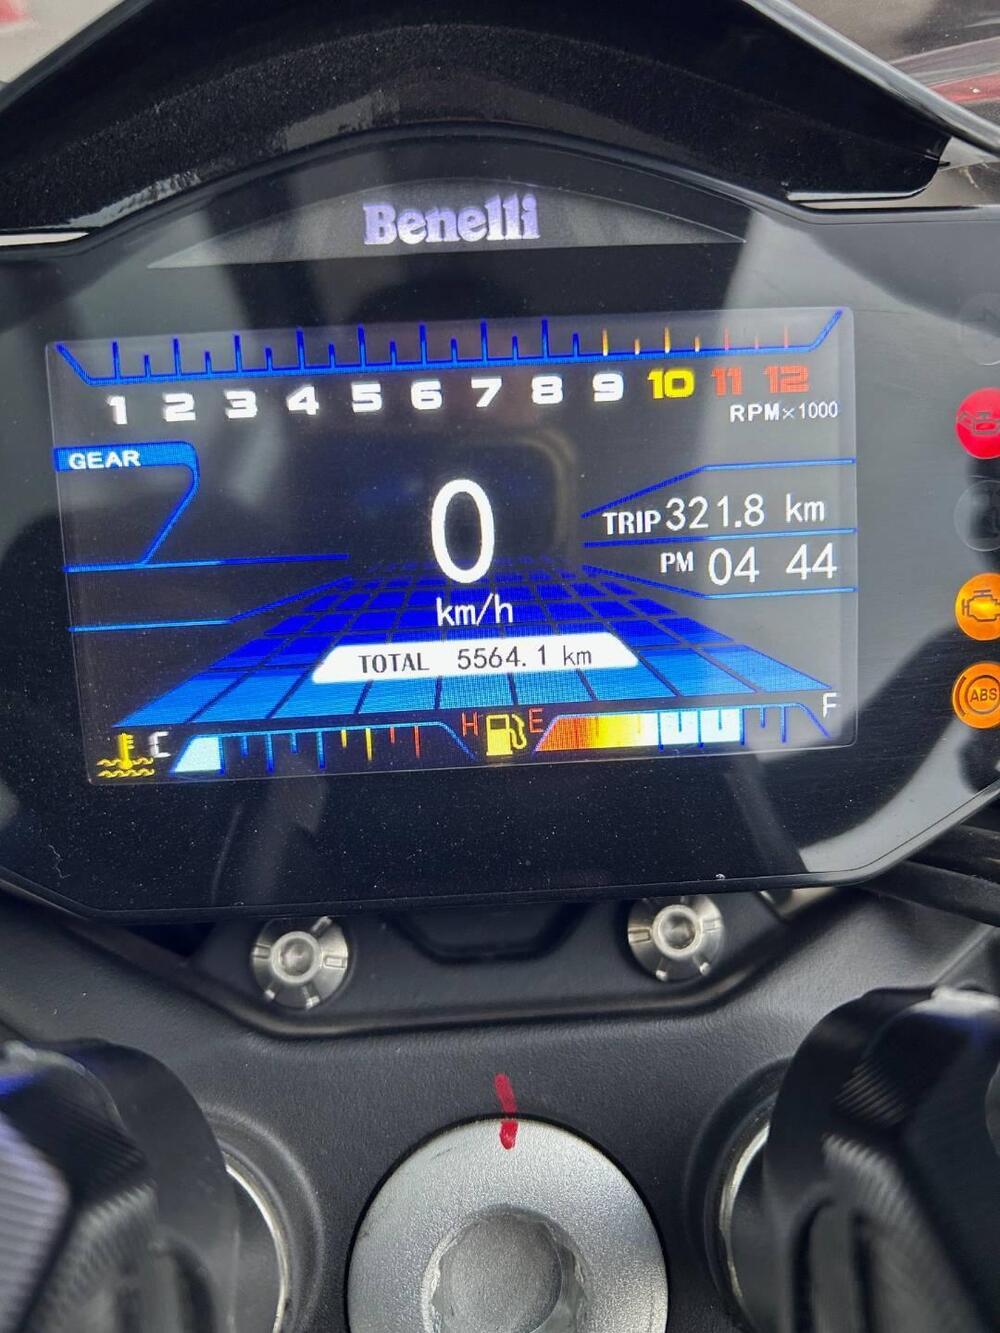 Benelli
1 2 3 4 5 6 7 8 9 10 11 12
RPM×1000
GEAR
0
km/h
TRIP 321.8 km
PM 04 44
TOTAL 5564.1 km
C H E F
ABS